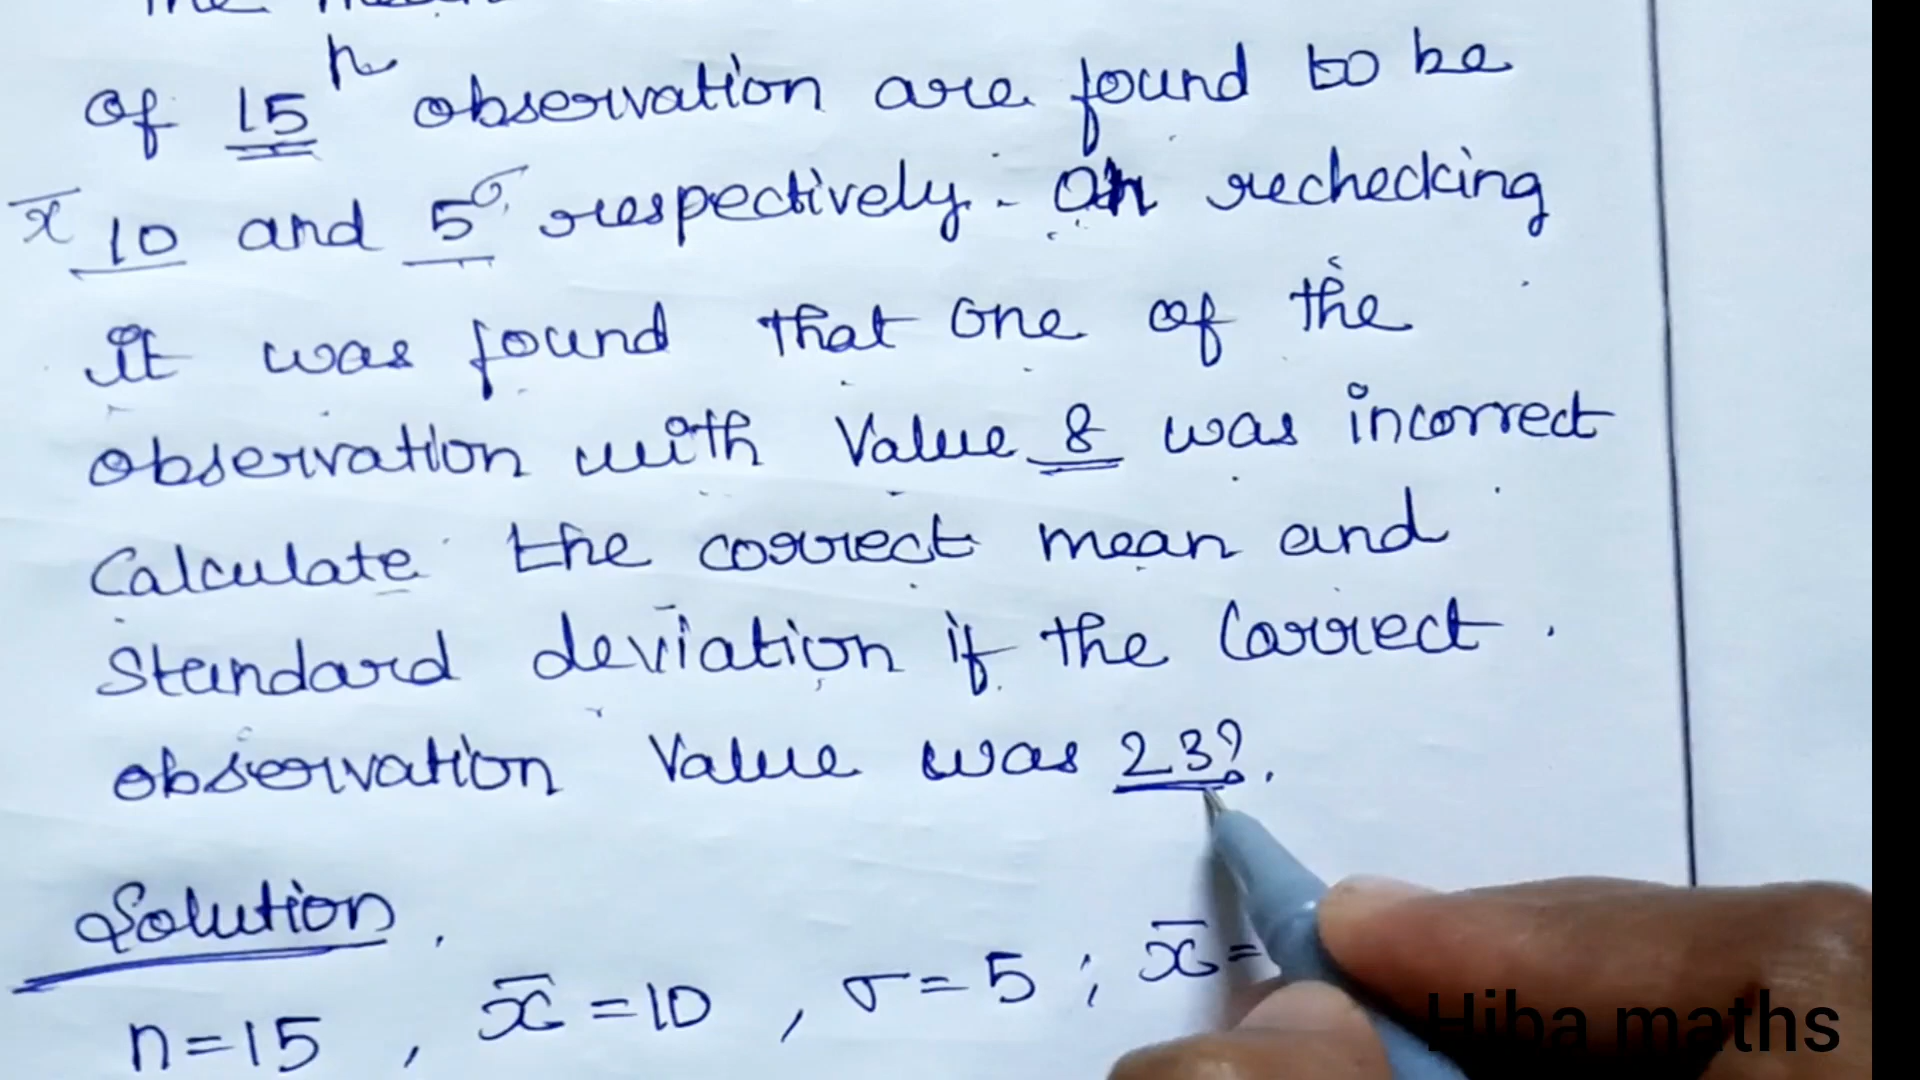 of 15 n observation are found to be
x̄ 10 and 5 σ respectively. On rechecking
it was found that one of the
observation with Value 8 was incorrect
Calculate the correct mean and
Standard deviation if the Correct
observation Value was 23?.
Solution
n=15, x̄=10, σ=5; x̄=
Hiba maths